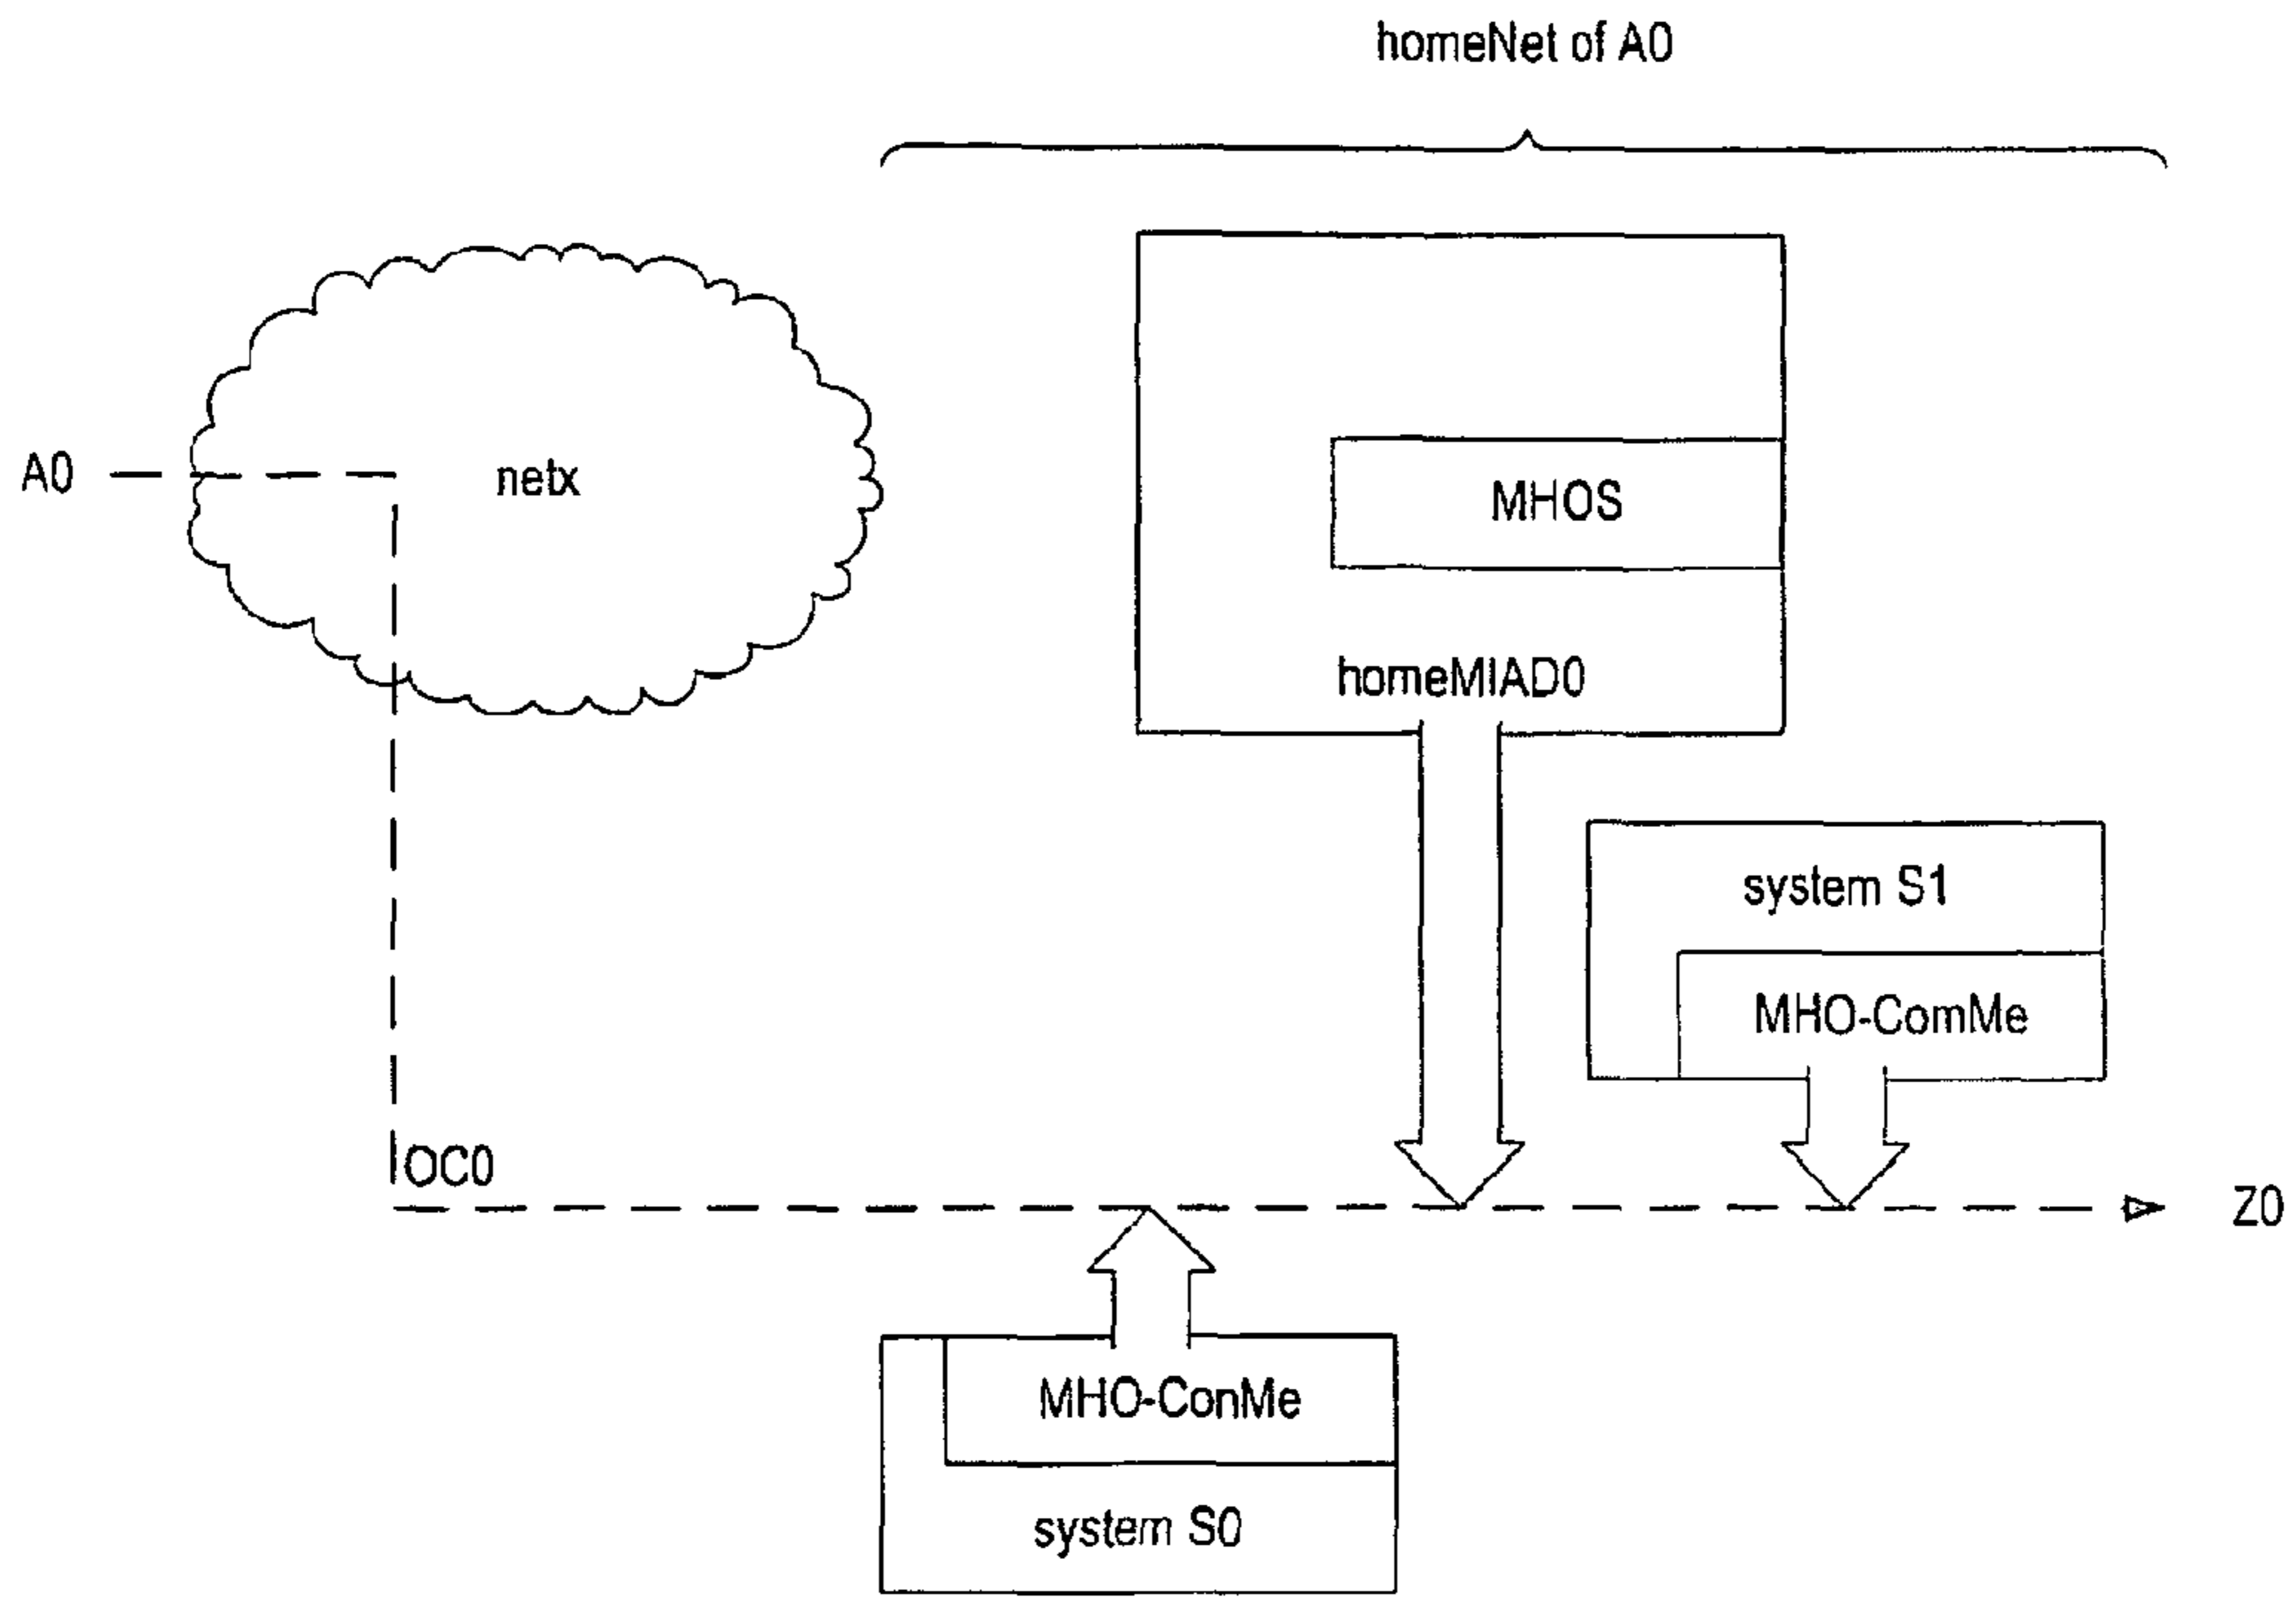 homeNet of A0
A0
netx
MHOS
homeMIAD0
system S1
MHO-ComMe
OC0
Z0
MHO-ConMe
system S0